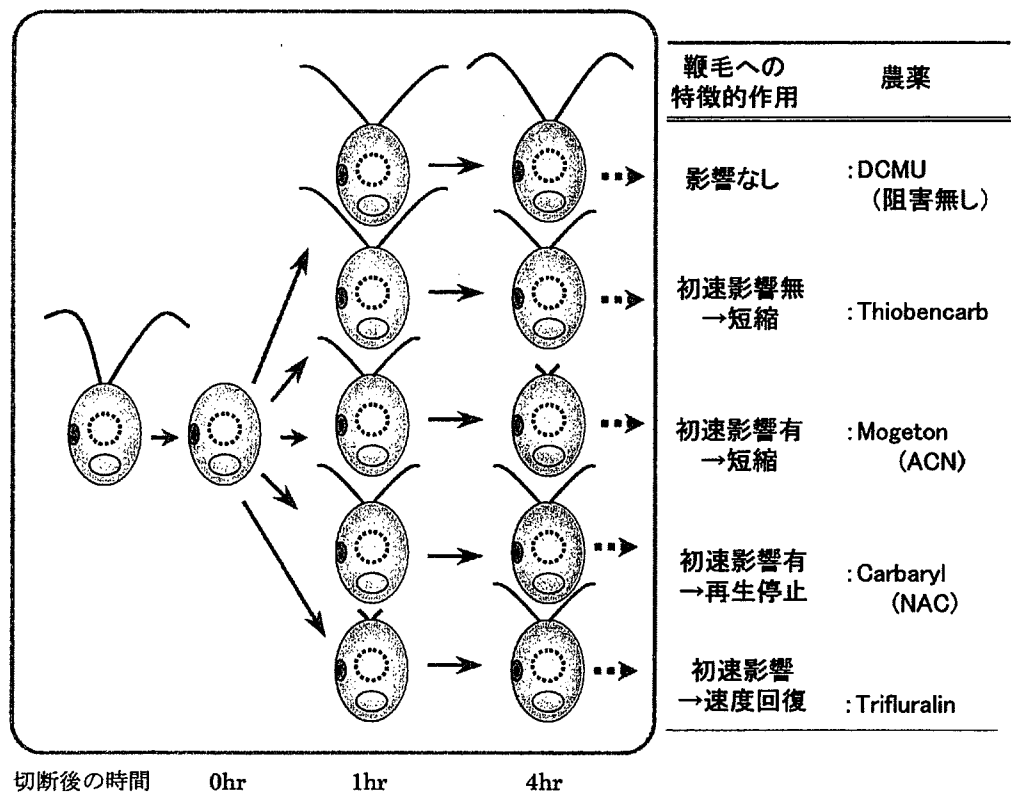 鞭毛への
特徴的作用
農薬
影響なし
:DCMU
(阻害無し)
初速影響無
→短縮
:Thiobencarb
初速影響有
→短縮
:Mogeton
(ACN)
初速影響有
→再生停止
:Carbaryl
(NAC)
初速影響
→速度回復
:Trifluralin
切断後の時間 0hr 1hr 4hr